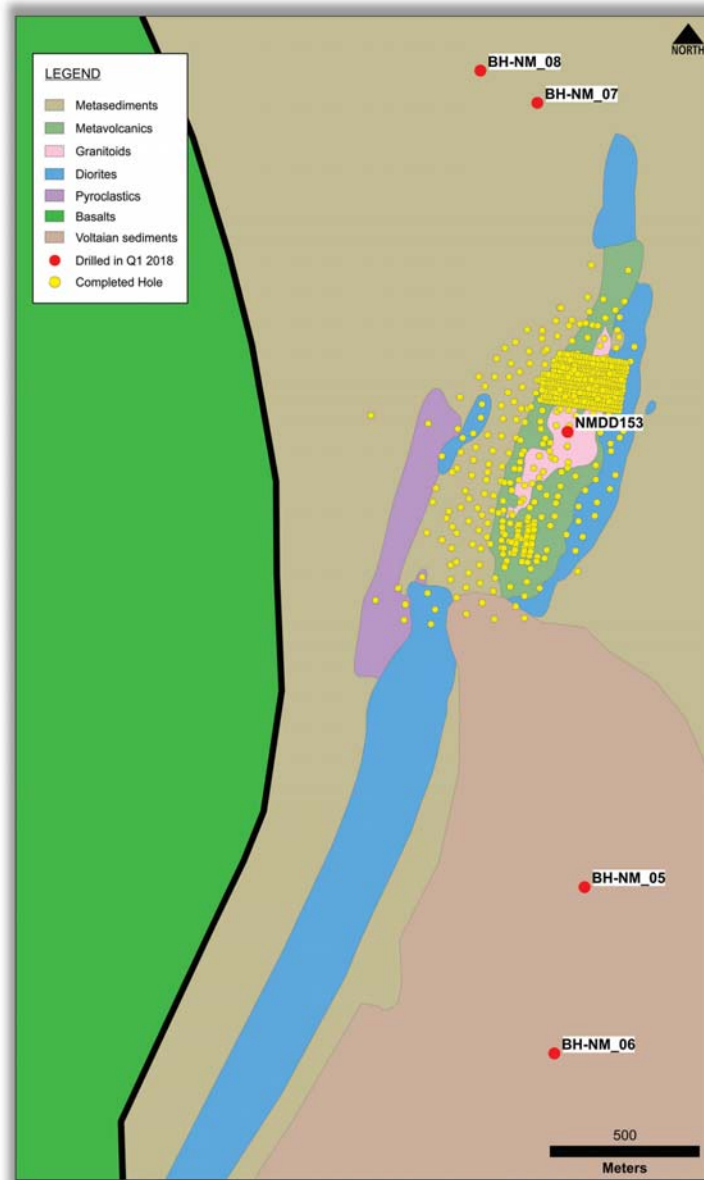 NORTH
BH-NM_08
BH-NM_07
LEGEND
Metasediments
Metavolcanics
Granitoids
Diorites
Pyroclastics
Basalts
Voltaian sediments
Drilled in Q1 2018
Completed Hole
NMDD153
BH-NM_05
BH-NM_06
500
Meters